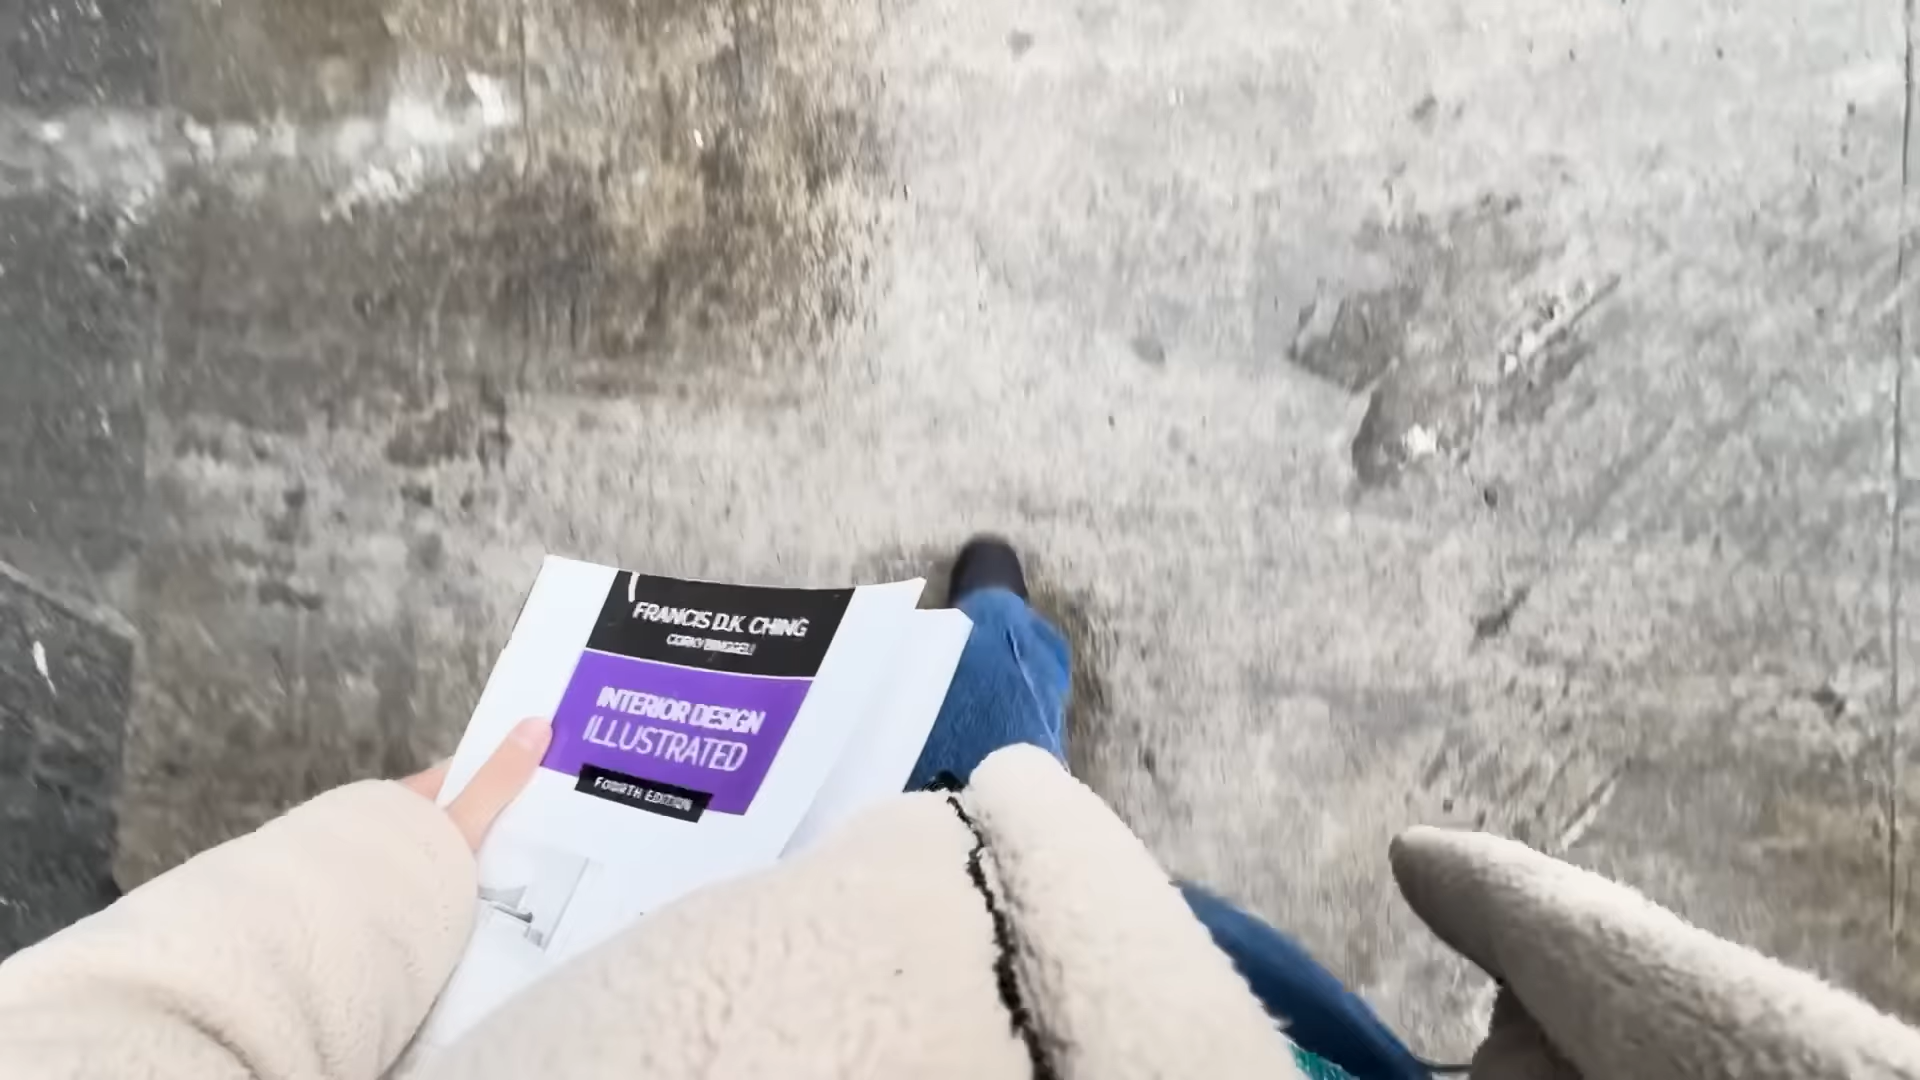 FRANCIS D.K. CHING
CORKY BINGGELI
INTERIOR DESIGN
ILLUSTRATED
FOURTH EDITION